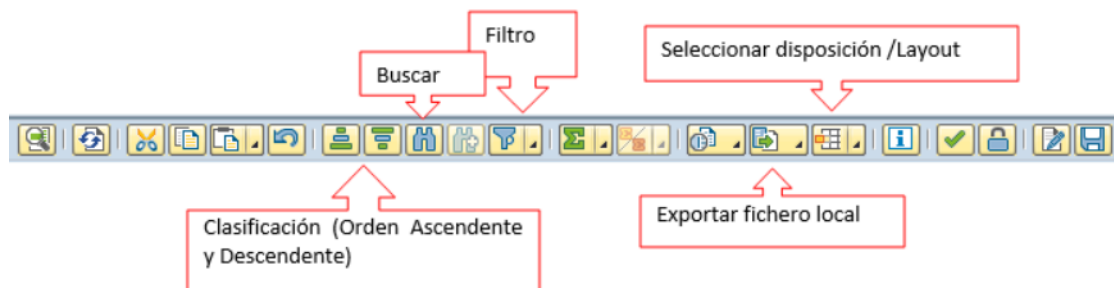 Filtro
Buscar
Seleccionar disposición /Layout
Clasificación (Orden Ascendente
y Descendente)
Exportar fichero local